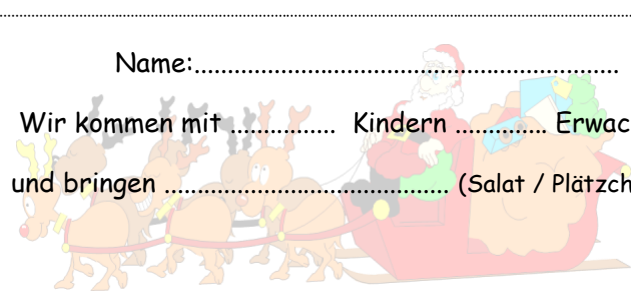 Name:................................................................
Wir kommen mit ................ Kindern .............. Erwac
und bringen ........................................... (Salat / Plätzch